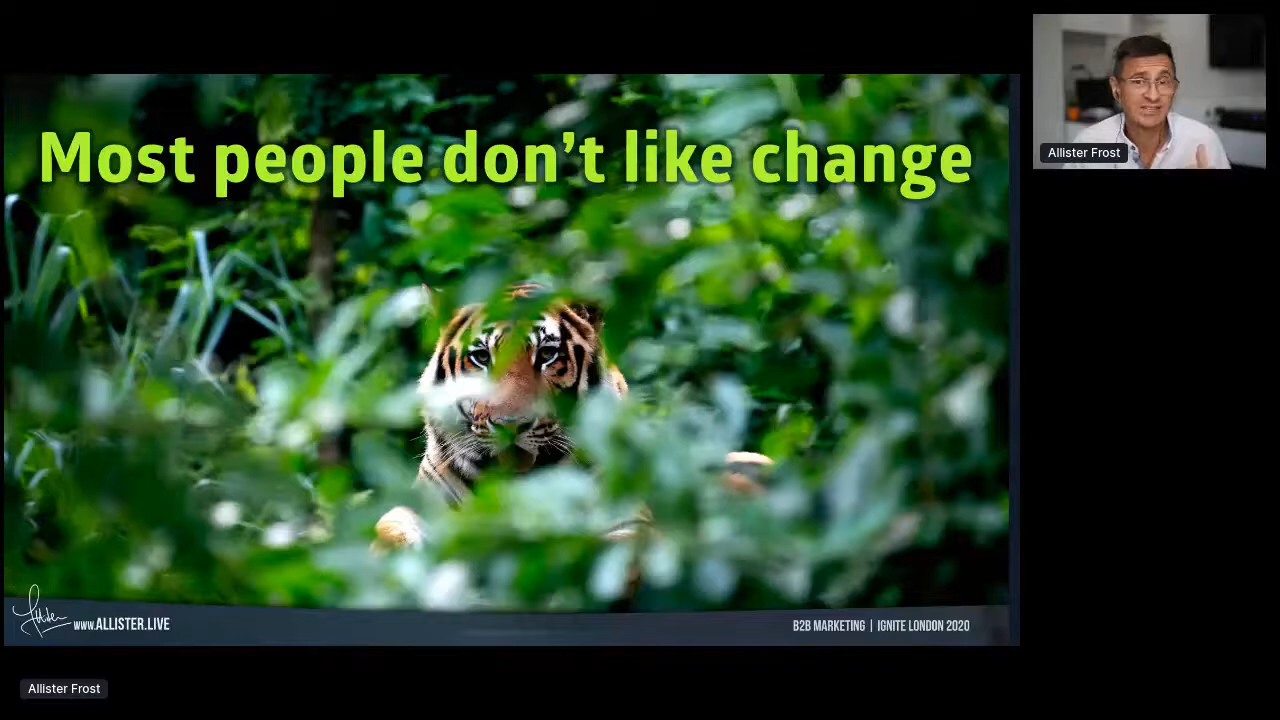 Most people don’t like change
Allister Frost
www.ALLISTER.LIVE
B2B MARKETING | IGNITE LONDON 2020
Allister Frost